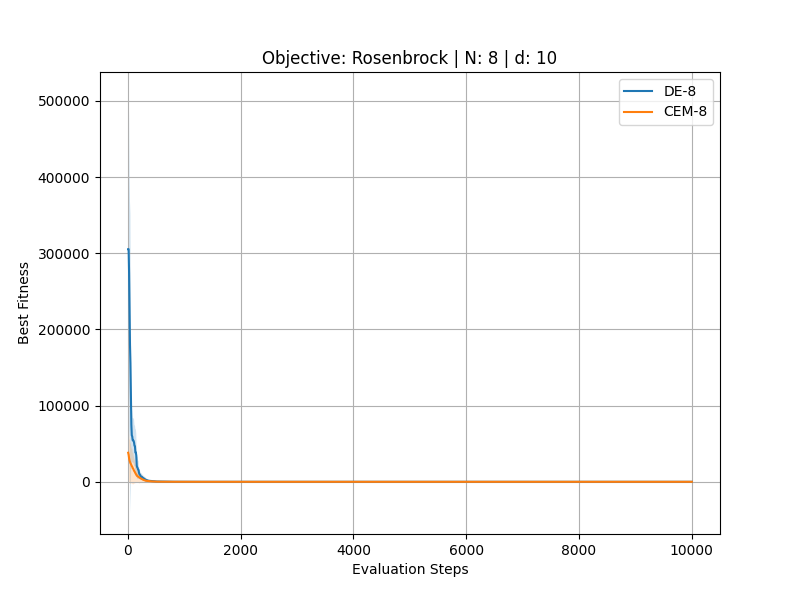 Objective: Rosenbrock | N: 8 | d: 10
DE-8
CEM-8
500000
400000
300000
200000
100000
0
Best Fitness
0 2000 4000 6000 8000 10000
Evaluation Steps